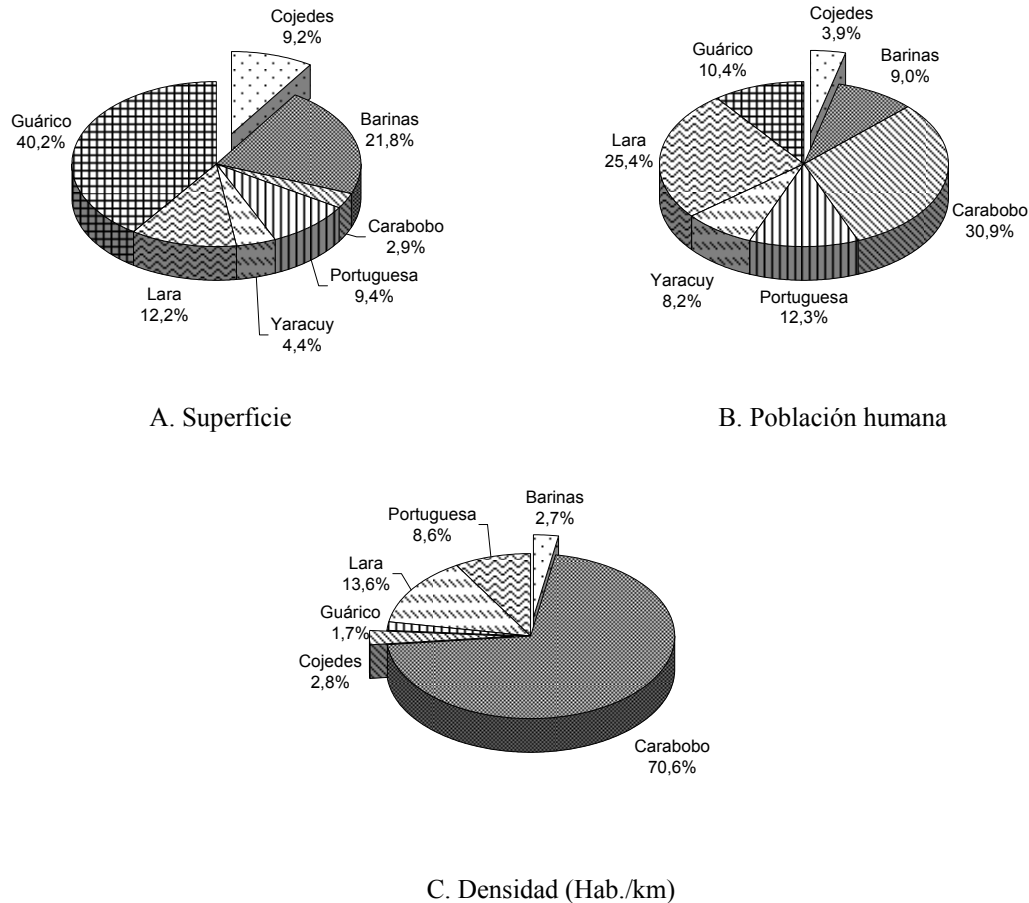 Cojedes
9,2%
Barinas
21,8%
Carabobo
2,9%
Portuguesa
9,4%
Yaracuy
4,4%
Lara
12,2%
Guárico
40,2%
A. Superficie
Cojedes
3,9%
Barinas
9,0%
Carabobo
30,9%
Portuguesa
12,3%
Yaracuy
8,2%
Lara
25,4%
Guárico
10,4%
B. Población humana
Barinas
2,7%
Carabobo
70,6%
Cojedes
2,8%
Guárico
1,7%
Lara
13,6%
Portuguesa
8,6%
C. Densidad (Hab./km)